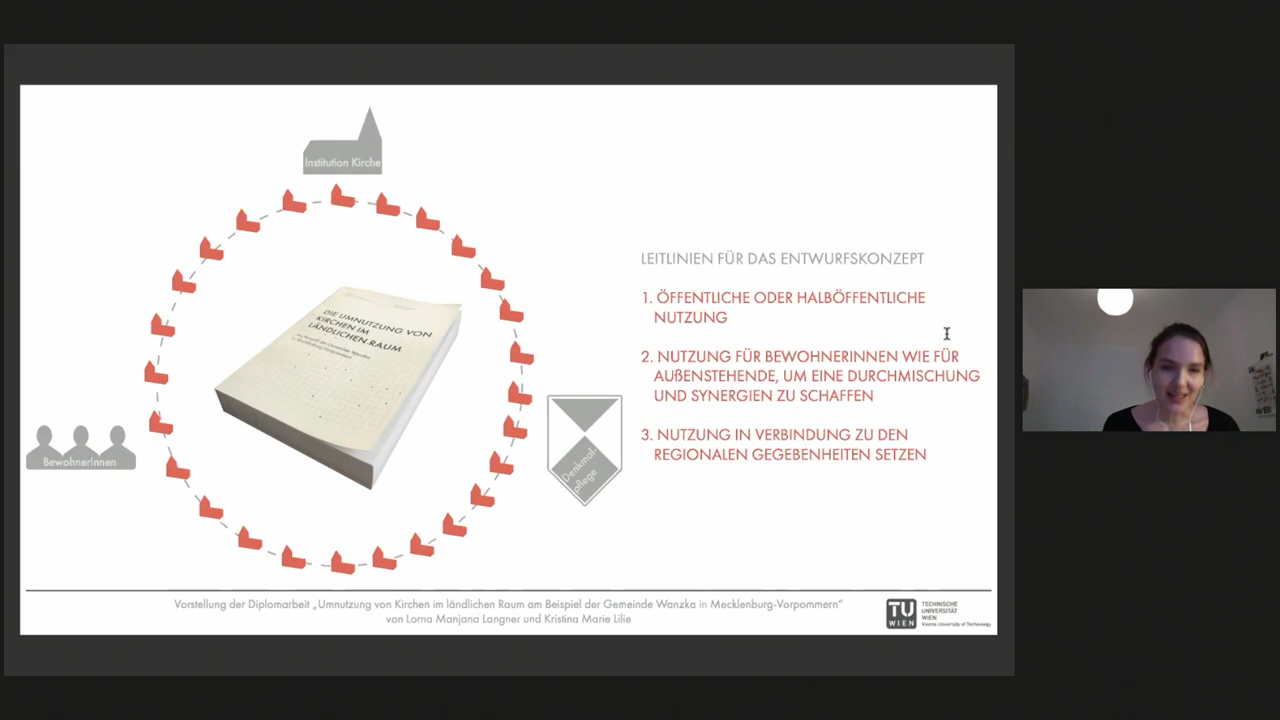 Institution Kirche
DIE UMNUTZUNG VON
KIRCHEN IM
LÄNDLICHEN RAUM
BewohnerInnen
Denkmal-
pflege
LEITLINIEN FÜR DAS ENTWURFSKONZEPT
1. ÖFFENTLICHE ODER HALBÖFFENTLICHE
NUTZUNG
2. NUTZUNG FÜR BEWOHNERINNEN WIE FÜR
AUßENSTEHENDE, UM EINE DURCHMISCHUNG
UND SYNERGIEN ZU SCHAFFEN
3. NUTZUNG IN VERBINDUNG ZU DEN
REGIONALEN GEGEBENHEITEN SETZEN
Vorstellung der Diplomarbeit „Umnutzung von Kirchen im ländlichen Raum am Beispiel der Gemeinde Wanzka in Mecklenburg-Vorpommern“
von Lorna Manjana Langner und Kristina Marie Lilie
TU
WIEN
TECHNISCHE
UNIVERSITÄT
WIEN
Vienna University of Technology